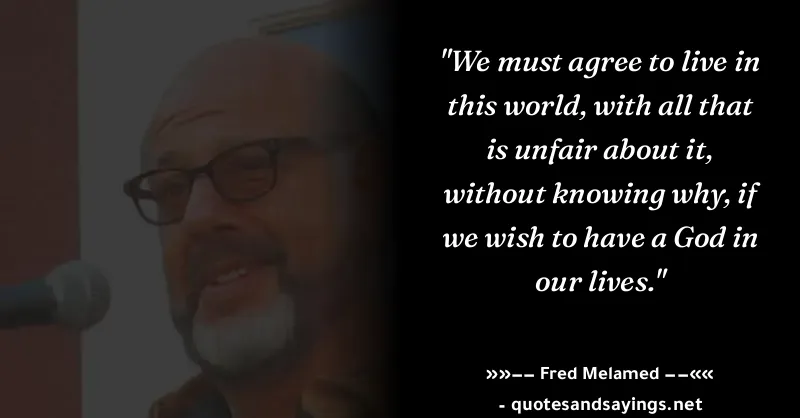 "We must agree to live in
this world, with all that
is unfair about it,
without knowing why, if
we wish to have a God in
our lives."
»»−− Fred Melamed −−««
- quotesandsayings.net